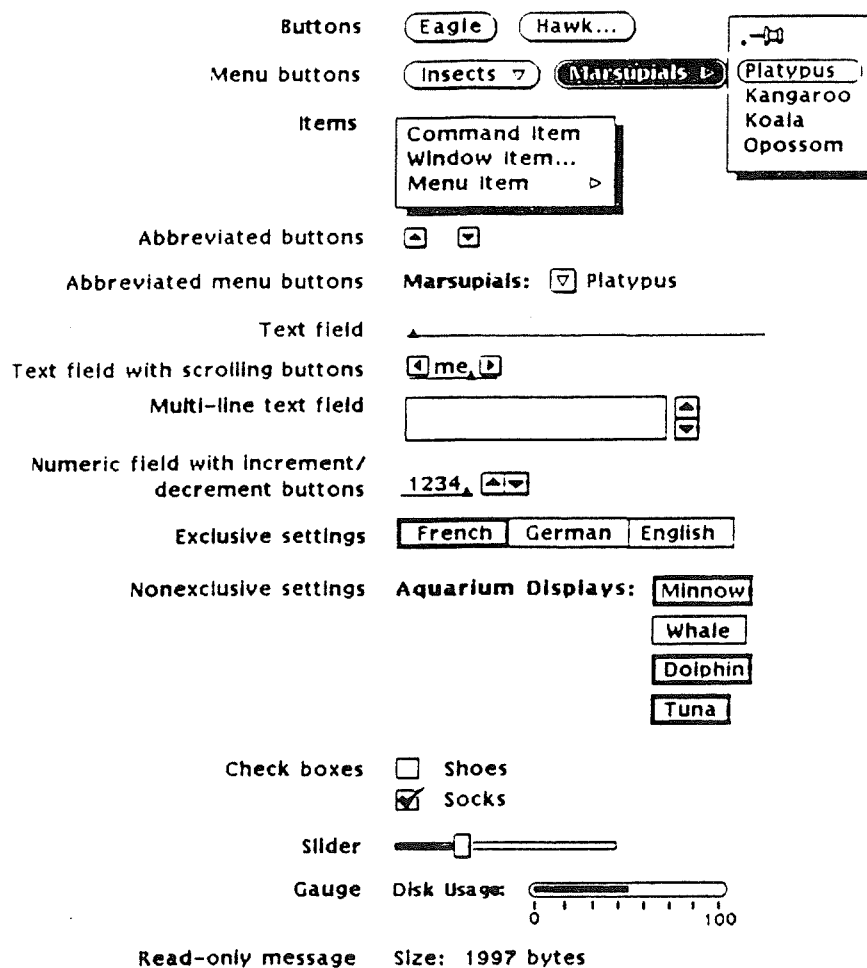 Buttons Eagle Hawk...
Menu buttons Insects Marsupials
Platypus
Kangaroo
Koala
Opossom
Items
Command Item
Window Item...
Menu Item
Abbreviated buttons
Abbreviated menu buttons Marsupials: Platypus
Text field
Text field with scrolling buttons me
Multi-line text field
Numeric field with increment/
decrement buttons 1234
Exclusive settings French German English
Nonexclusive settings Aquarium Displays: Minnow
Whale
Dolphin
Tuna
Check boxes Shoes
Socks
Slider
Gauge Disk Usage:
0 100
Read-only message Size: 1997 bytes